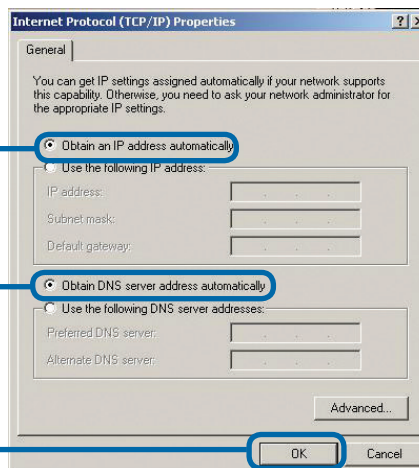 Internet Protocol (TCP/IP) Properties
General
You can get IP settings assigned automatically if your network supports
this capability. Otherwise, you need to ask your network administrator for
the appropriate IP settings.
Obtain an IP address automatically
Use the following IP address:
IP address:
Subnet mask:
Default gateway:
Obtain DNS server address automatically
Use the following DNS server addresses:
Preferred DNS server:
Alternate DNS server:
Advanced...
OK
Cancel